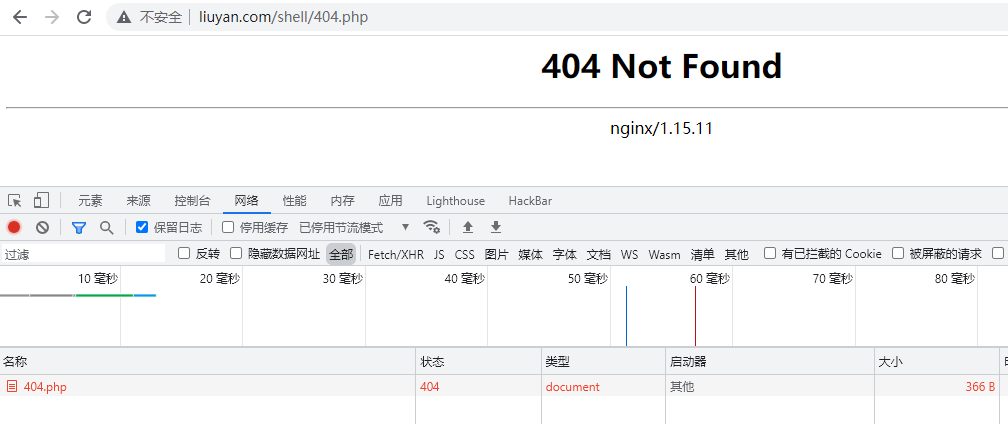 不安全 liuyan.com/shell/404.php
404 Not Found
nginx/1.15.11
元素 来源 控制台 网络 性能 内存 应用 Lighthouse HackBar
保留日志 停用缓存 已停用节流模式
过滤 反转 隐藏数据网址 全部 Fetch/XHR JS CSS 图片 媒体 字体 文档 WS Wasm 清单 其他 有已拦截的 Cookie 被屏蔽的请求
10 毫秒 20 毫秒 30 毫秒 40 毫秒 50 毫秒 60 毫秒 70 毫秒 80 毫秒
名称 状态 类型 启动器 大小
404.php 404 document 其他 366 B